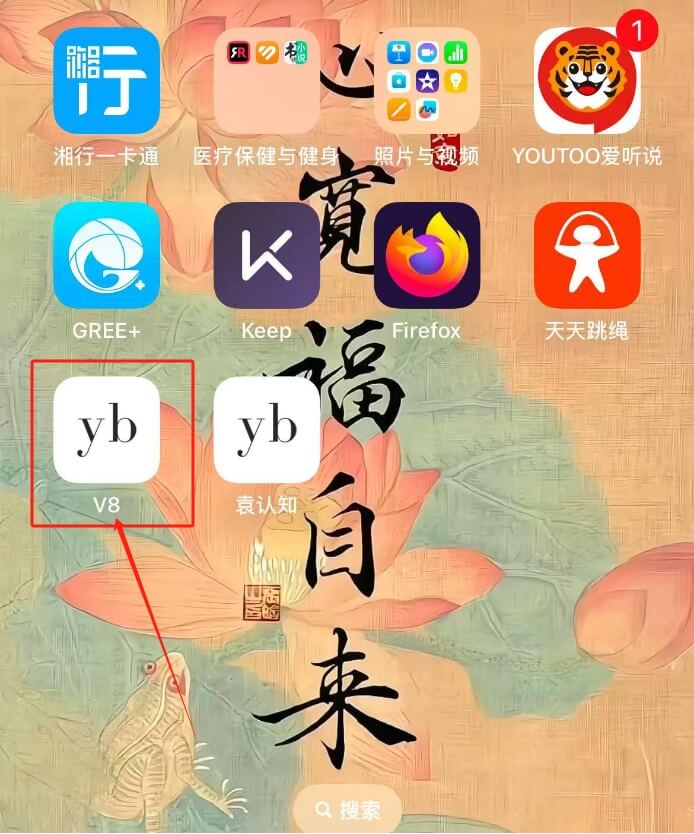 湘行
1
湘行一卡通
医疗保健与健身
照片与视频
YOUTOO爱听说
GREE+
Keep
Firefox
天天跳绳
yb
yb
V8
袁认知
心
寬
福
自
来
搜索